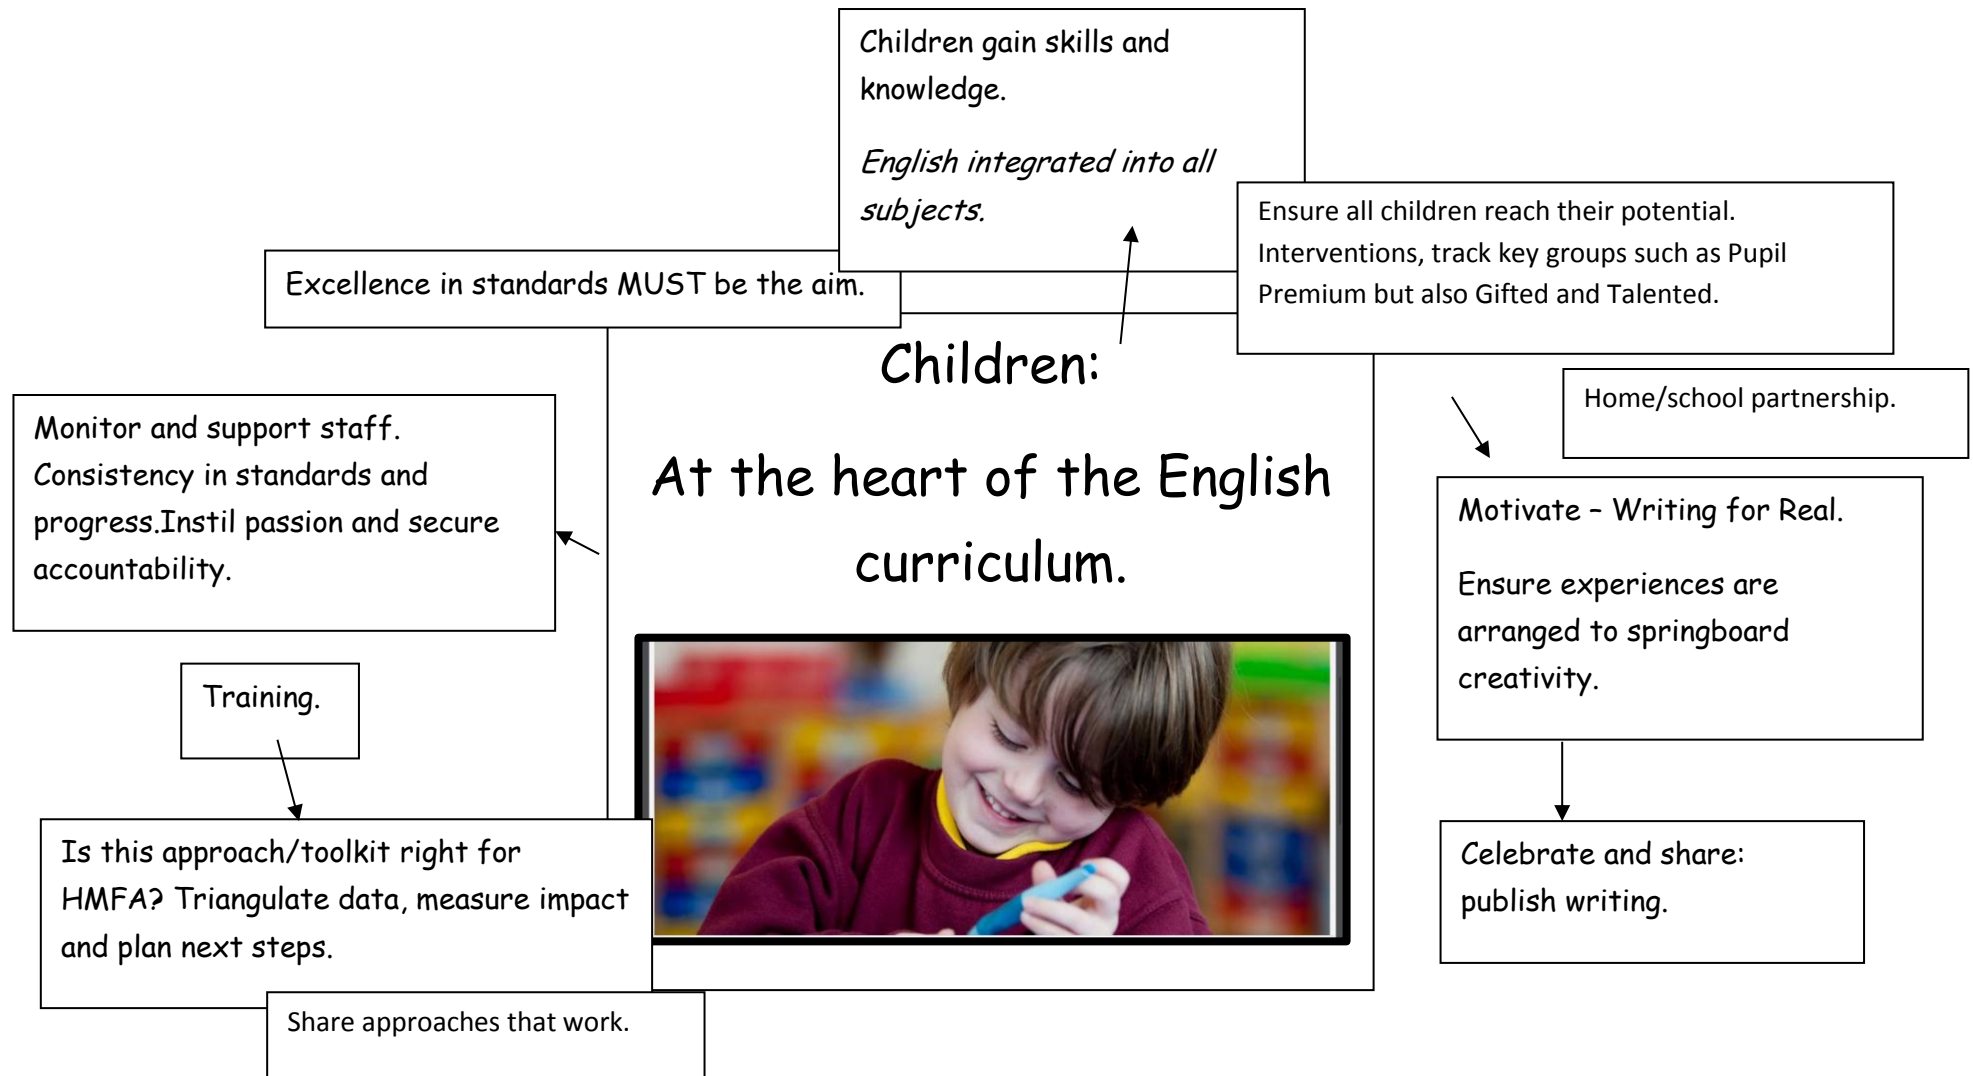 Children gain skills and
knowledge.
English integrated into all
subjects.
Ensure all children reach their potential.
Interventions, track key groups such as Pupil
Premium but also Gifted and Talented.
Excellence in standards MUST be the aim.
Children:
At the heart of the English
curriculum.
Home/school partnership.
Monitor and support staff.
Consistency in standards and
progress.Instil passion and secure
accountability.
Motivate – Writing for Real.
Ensure experiences are
arranged to springboard
creativity.
Training.
Is this approach/toolkit right for
HMFA? Triangulate data, measure impact
and plan next steps.
Celebrate and share:
publish writing.
Share approaches that work.